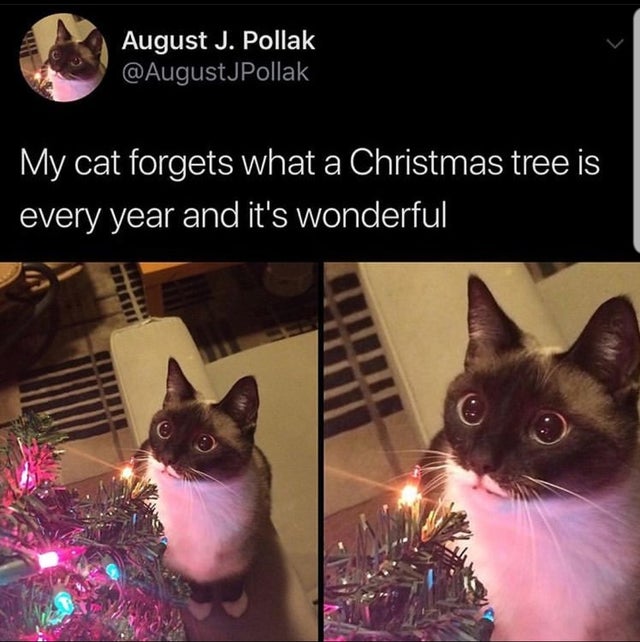 August J. Pollak
@AugustJPollak
My cat forgets what a Christmas tree is
every year and it's wonderful